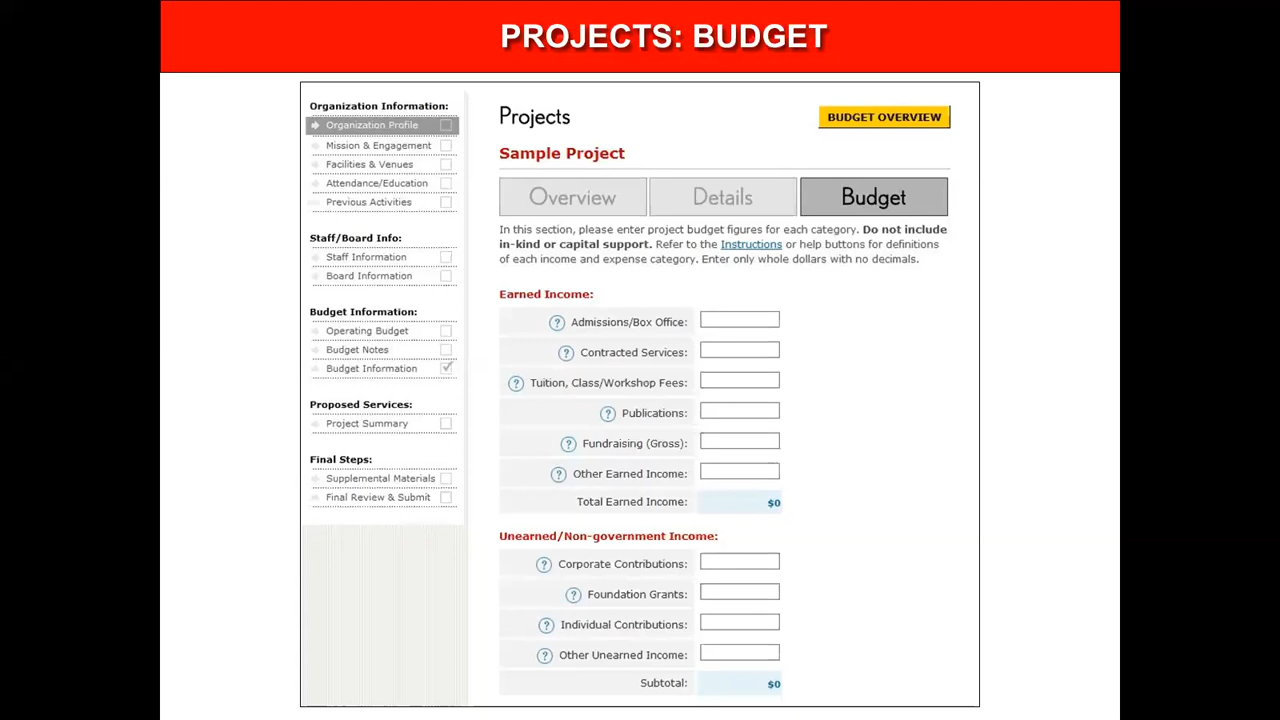 PROJECTS: BUDGET
Organization Information:
Organization Profile
Mission & Engagement
Facilities & Venues
Attendance/Education
Previous Activities
Staff/Board Info:
Staff Information
Board Information
Budget Information:
Operating Budget
Budget Notes
Budget Information
Proposed Services:
Project Summary
Final Steps:
Supplemental Materials
Final Review & Submit
Projects
BUDGET OVERVIEW
Sample Project
Overview
Details
Budget
In this section, please enter project budget figures for each category. Do not include
in-kind or capital support. Refer to the Instructions or help buttons for definitions
of each income and expense category. Enter only whole dollars with no decimals.
Earned Income:
? Admissions/Box Office:
? Contracted Services:
? Tuition, Class/Workshop Fees:
? Publications:
? Fundraising (Gross):
? Other Earned Income:
Total Earned Income: $0
Unearned/Non-government Income:
? Corporate Contributions:
? Foundation Grants:
? Individual Contributions:
? Other Unearned Income:
Subtotal: $0